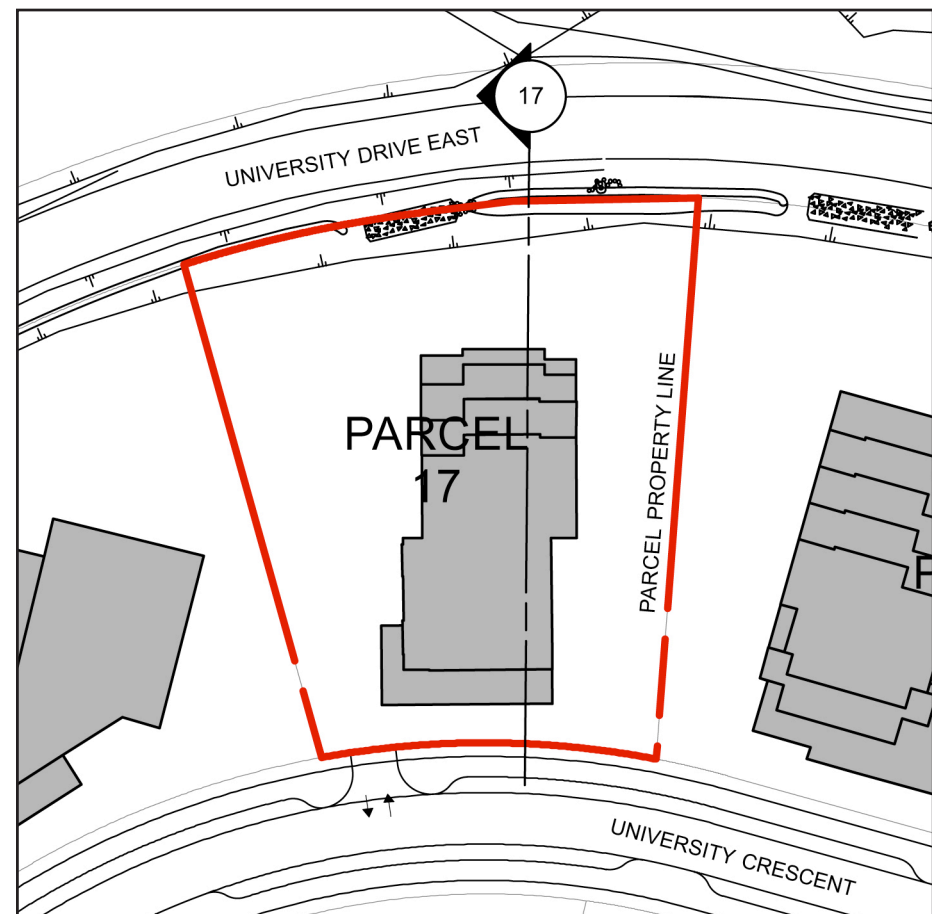 17
UNIVERSITY DRIVE EAST
PARCEL
17
PARCEL PROPERTY LINE
P
UNIVERSITY CRESCENT